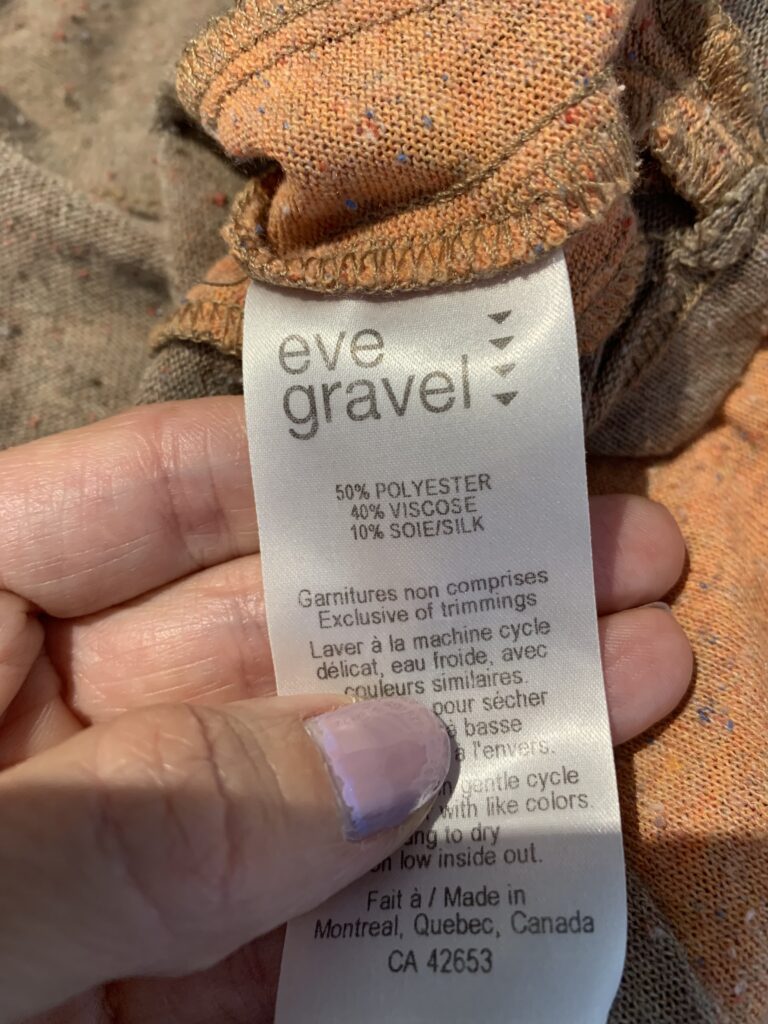 eve
gravel
50% POLYESTER
40% VISCOSE
10% SOIE/SILK
Garnitures non comprises
Exclusive of trimmings
Laver à la machine cycle
délicat, eau froide, avec
couleurs similaires.
pour sécher
à basse
à l'envers.
gentle cycle
with like colors.
to dry
low inside out.
Fait à / Made in
Montreal, Quebec, Canada
CA 42653